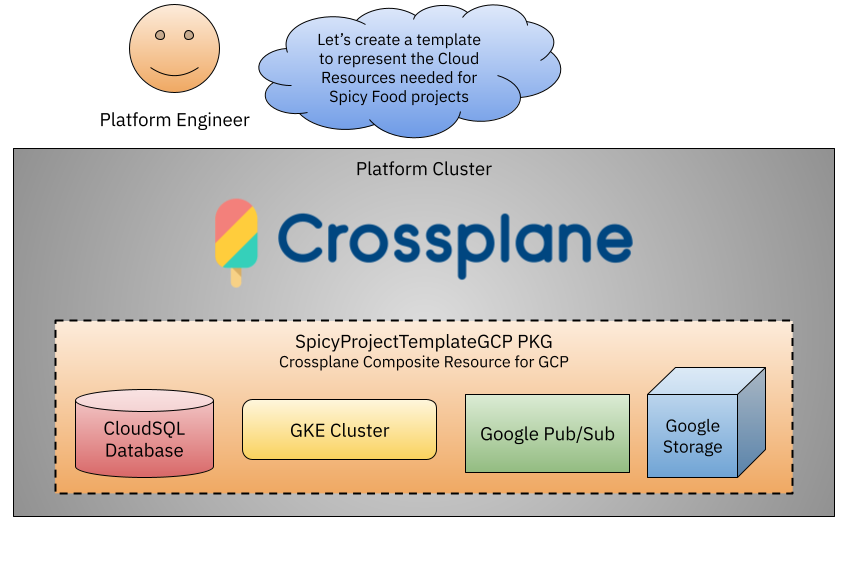 Let's create a template
to represent the Cloud
Resources needed for
Spicy Food projects
Platform Engineer
Platform Cluster
Crossplane
SpicyProjectTemplateGCP PKG
Crossplane Composite Resource for GCP
CloudSQL
Database
GKE Cluster
Google Pub/Sub
Google
Storage